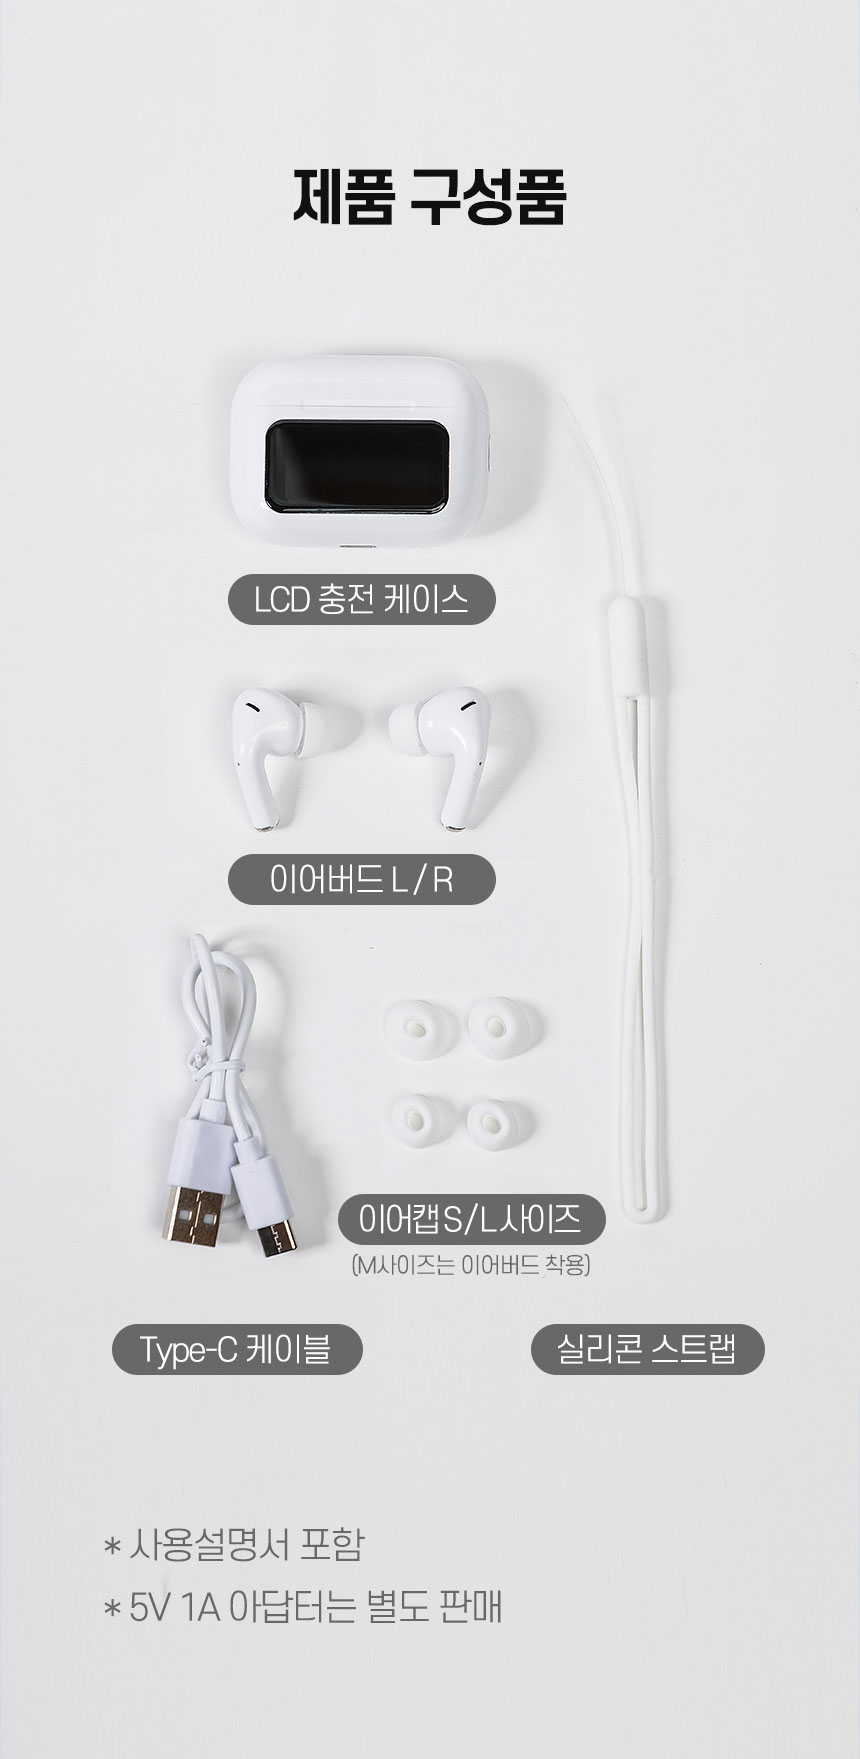 제품 구성품
LCD 충전 케이스
이어버드 L / R
이어캡 S / L 사이즈
(M사이즈는 이어버드 착용)
Type-C 케이블
실리콘 스트랩
* 사용설명서 포함
* 5V 1A 아답터는 별도 판매